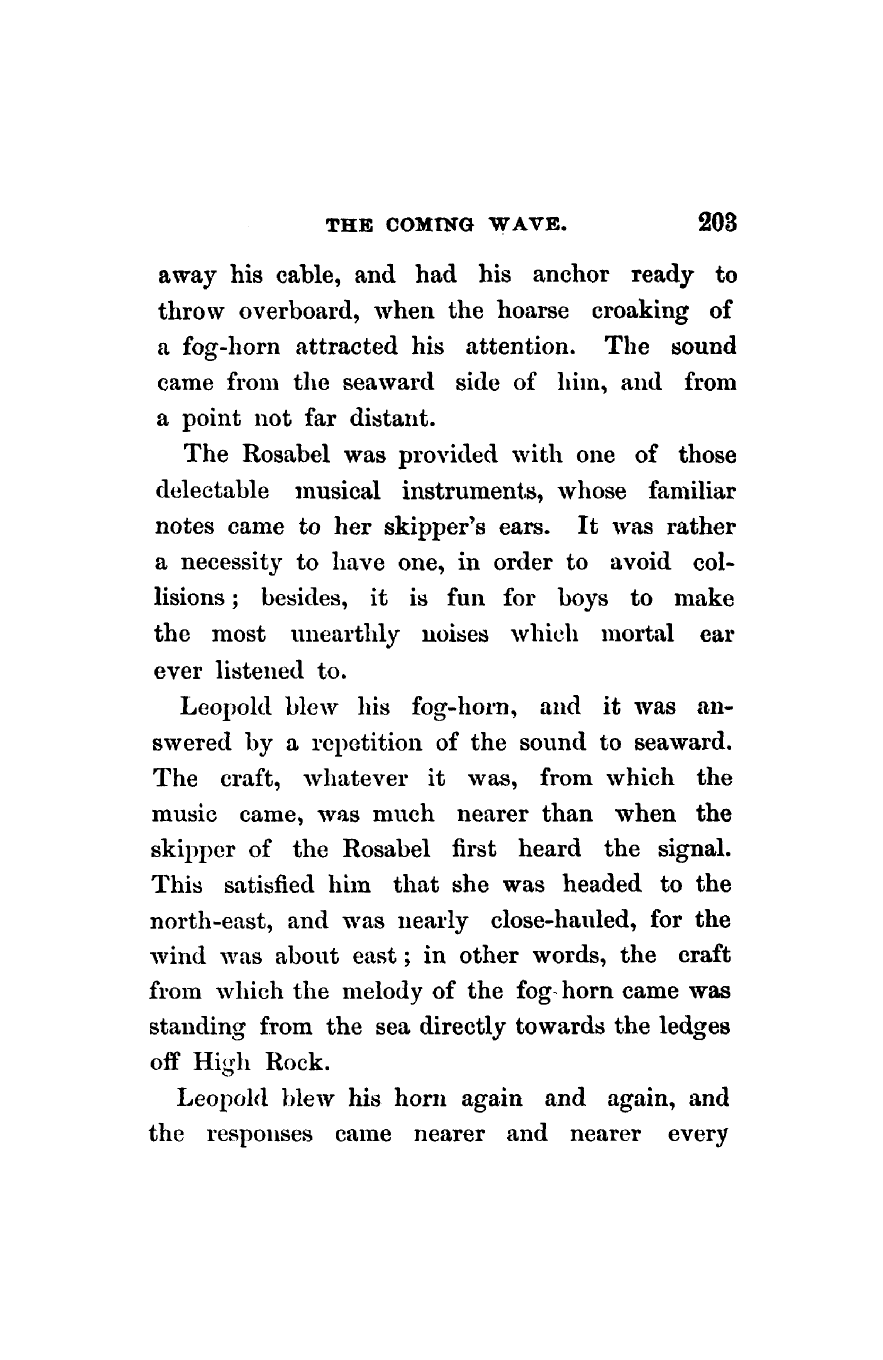 THE COMING WAVE. 203
away his cable, and had his anchor ready to
throw overboard, when the hoarse croaking of
a fog-horn attracted his attention. The sound
came from the seaward side of him, and from
a point not far distant.
The Rosabel was provided with one of those
delectable musical instruments, whose familiar
notes came to her skipper's ears. It was rather
a necessity to have one, in order to avoid col-
lisions; besides, it is fun for boys to make
the most unearthly noises which mortal ear
ever listened to.
Leopold blew his fog-horn, and it was an-
swered by a repetition of the sound to seaward.
The craft, whatever it was, from which the
music came, was much nearer than when the
skipper of the Rosabel first heard the signal.
This satisfied him that she was headed to the
north-east, and was nearly close-hauled, for the
wind was about east; in other words, the craft
from which the melody of the fog-horn came was
standing from the sea directly towards the ledges
off High Rock.
Leopold blew his horn again and again, and
the responses came nearer and nearer every